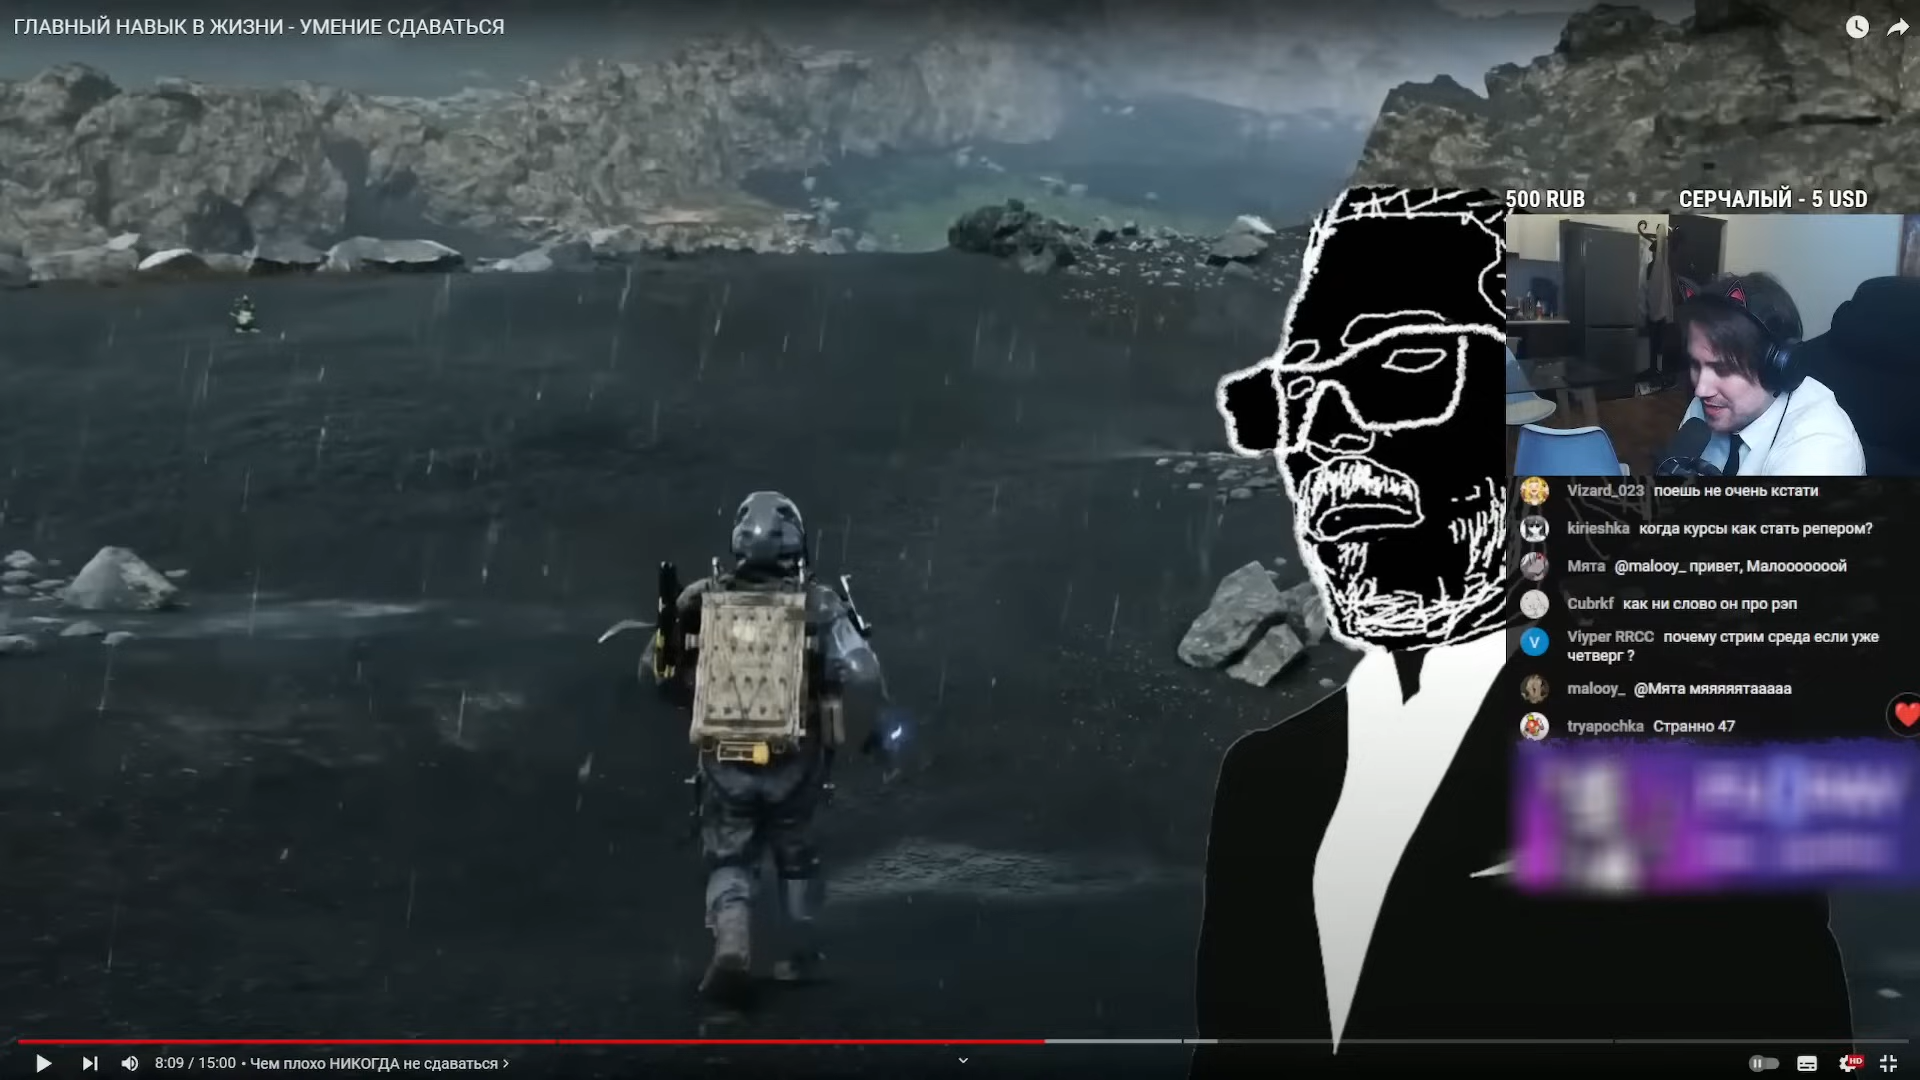 ГЛАВНЫЙ НАВЫК В ЖИЗНИ - УМЕНИЕ СДАВАТЬСЯ
500 RUB
СЕРЧАЛЫЙ - 5 USD
Vizard_023 поешь не очень кстати
kirieshka когда курсы как стать репером?
Мята @malooy_ привет, Малооооооой
Cubrkf как ни слово он про рэп
Viyper RRCC почему стрим среда если уже
четверг ?
malooy_ @Мята мяяяяятааааа
tryapochka Странно 47
8:09 / 15:00 • Чем плохо НИКОГДА не сдаваться
HD